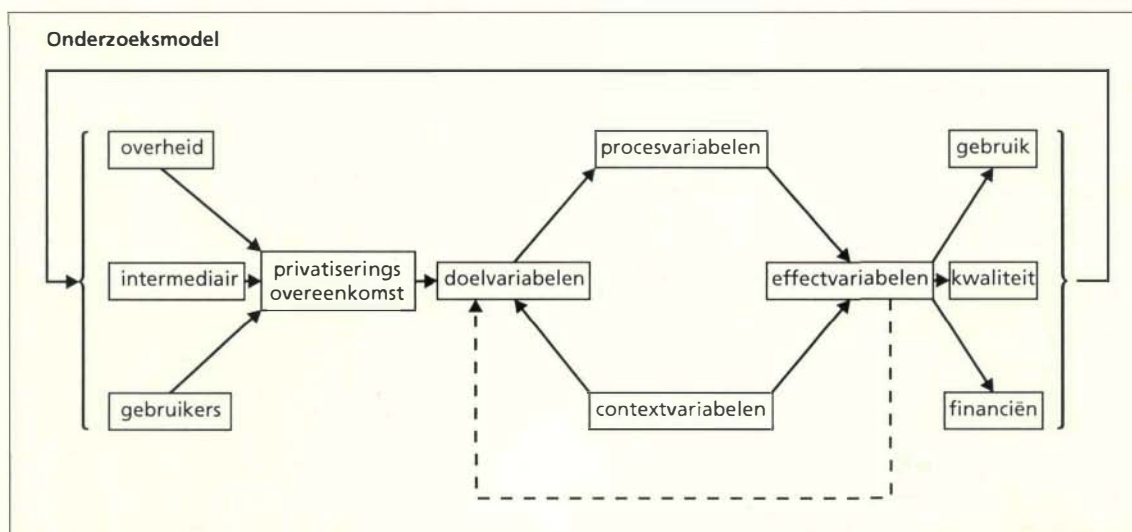 Onderzoeksmodel
overheid
procesvariabelen
gebruik
intermediair
privatiserings
overeenkomst
doelvariabelen
effectvariabelen
kwaliteit
gebruikers
contextvariabelen
financiën